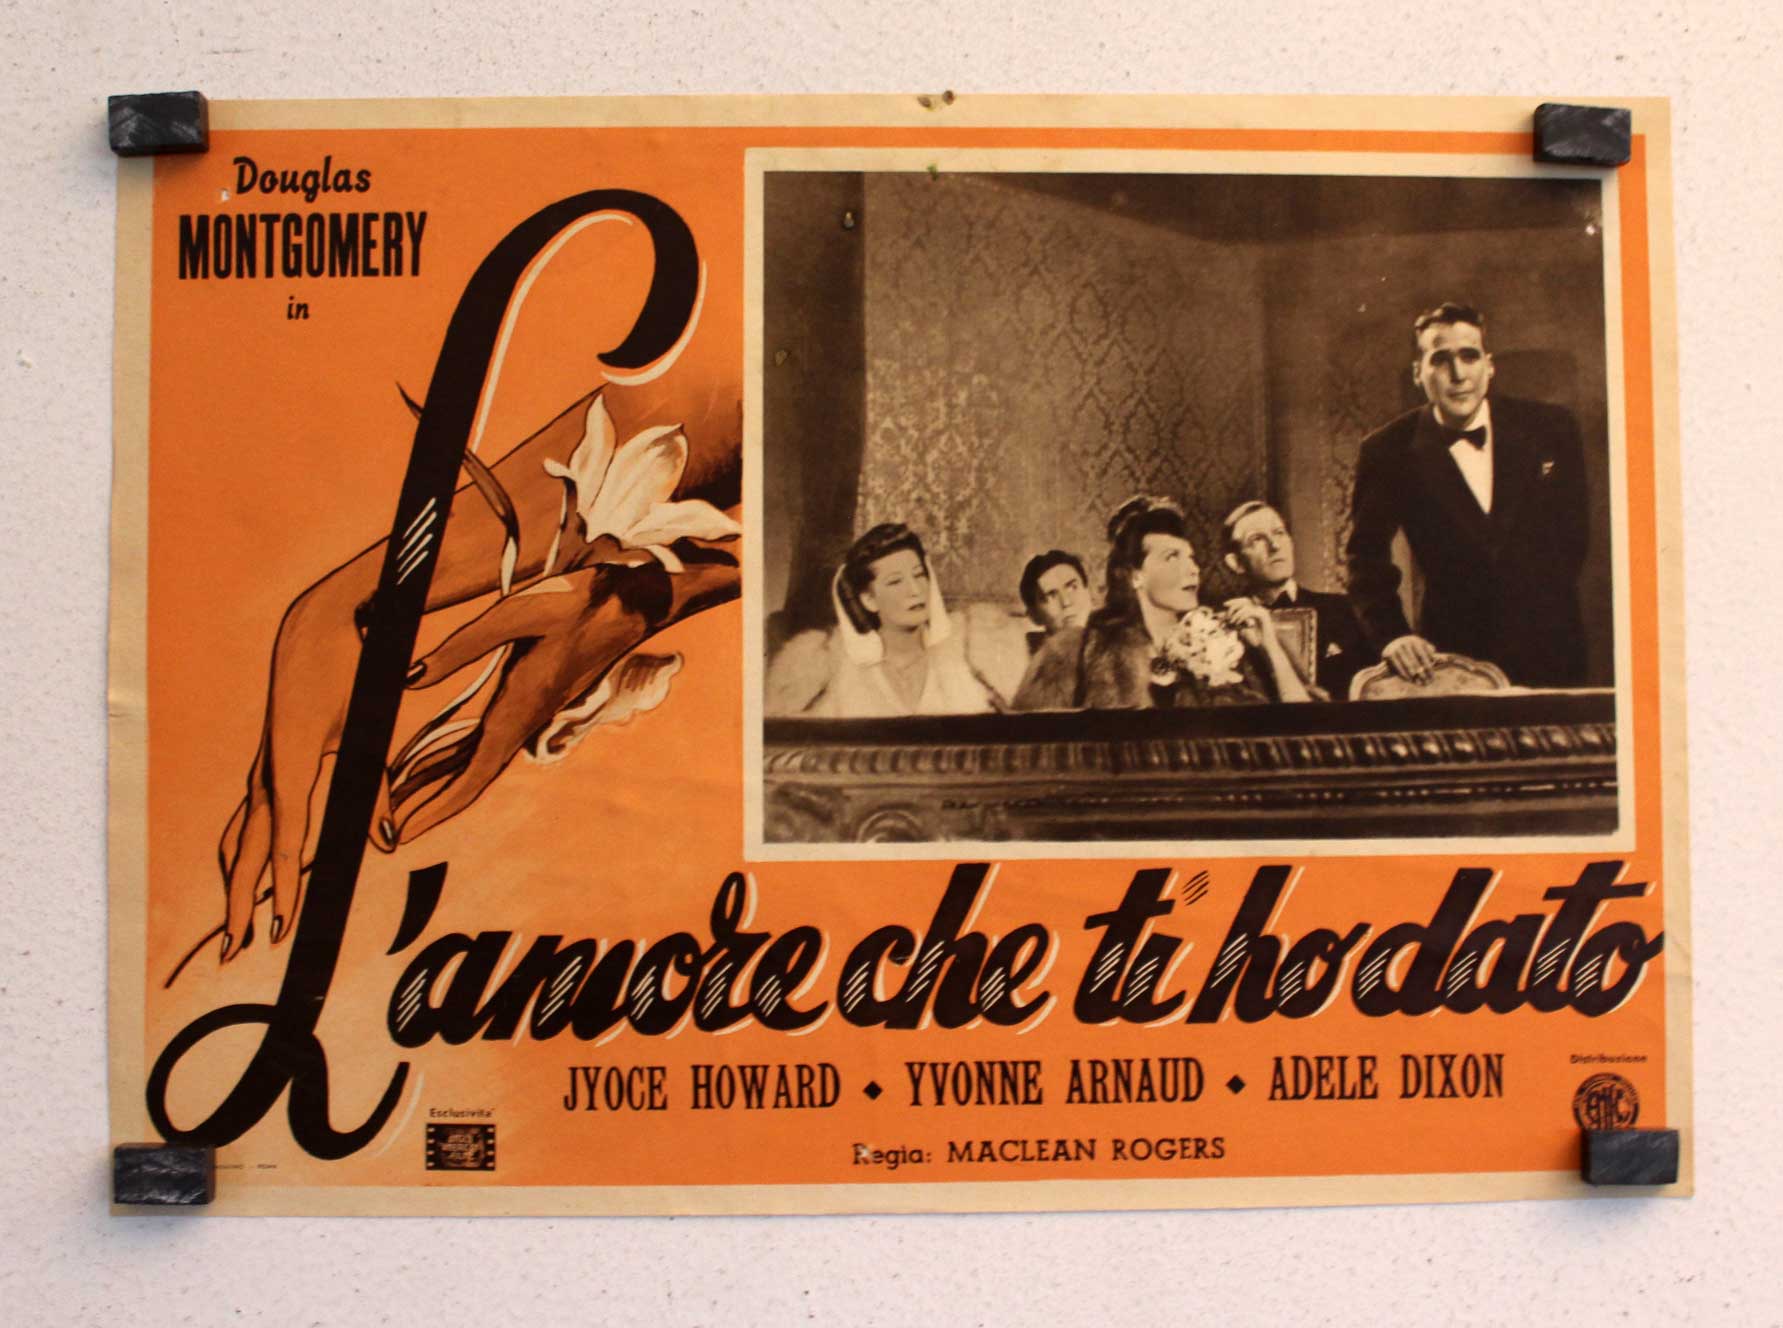 Douglas
MONTGOMERY
in
L'amore che ti ho dato
JYOCE HOWARD ◆ YVONNE ARNAUD ◆ ADELE DIXON
Regia: MACLEAN ROGERS
Esclusivita'
Distribuzione